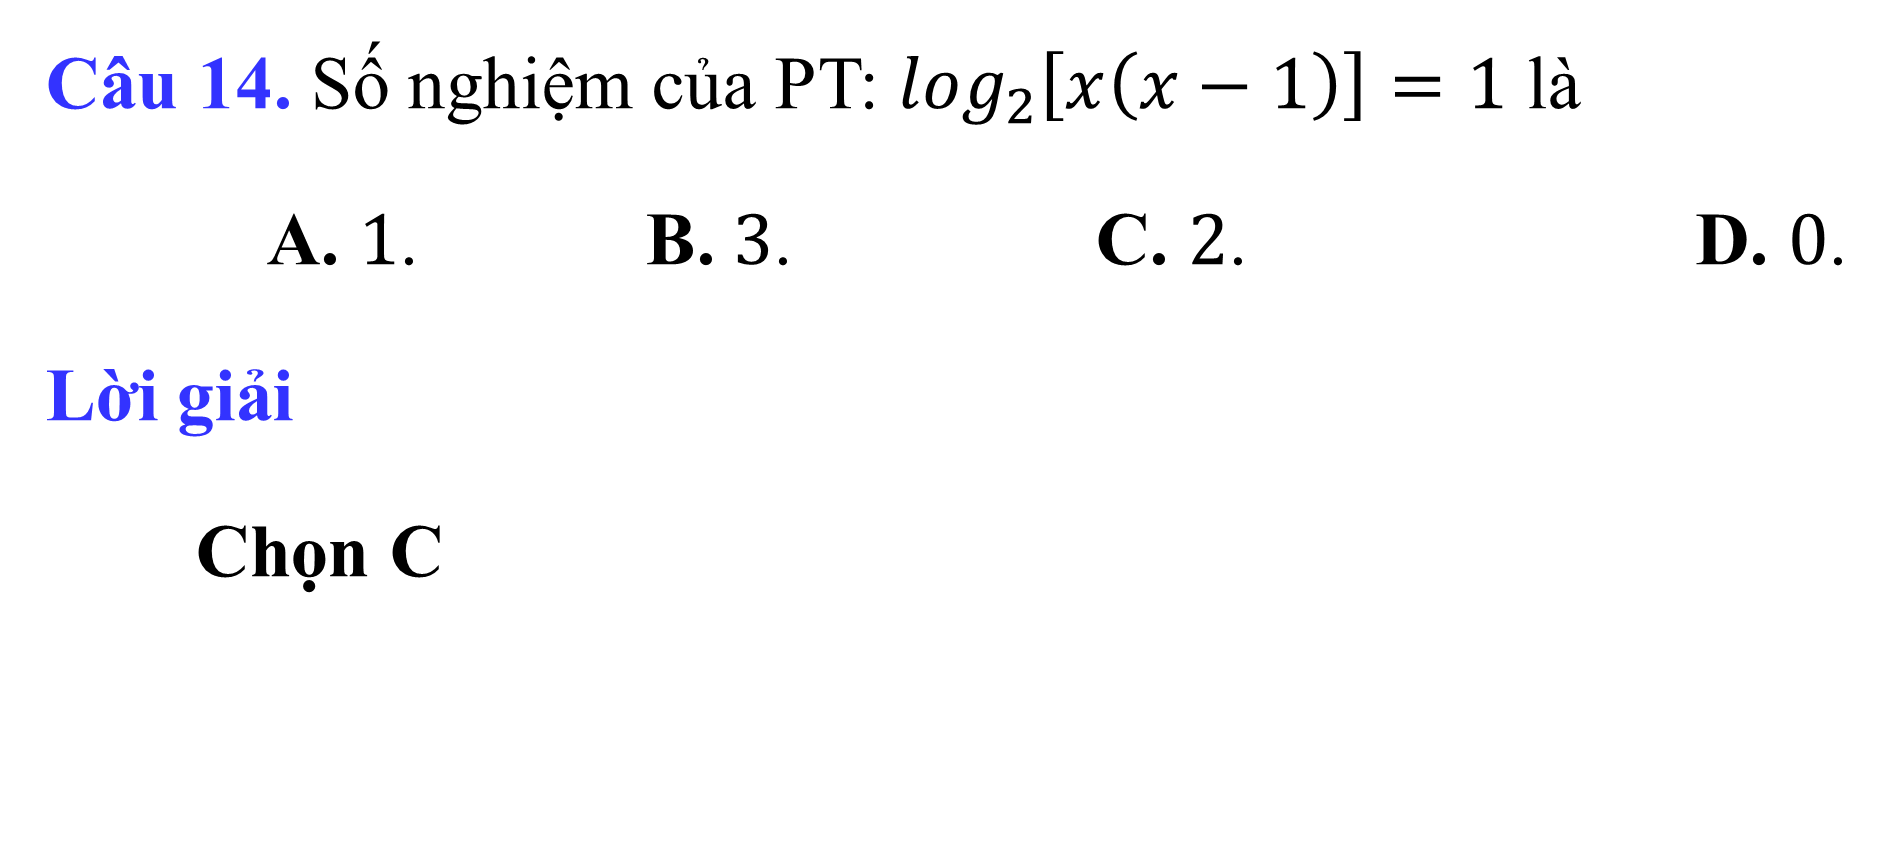 Câu 14. Số nghiệm của PT: log₂[x(x − 1)] = 1 là
A. 1. B. 3. C. 2. D. 0.
Lời giải
Chọn C